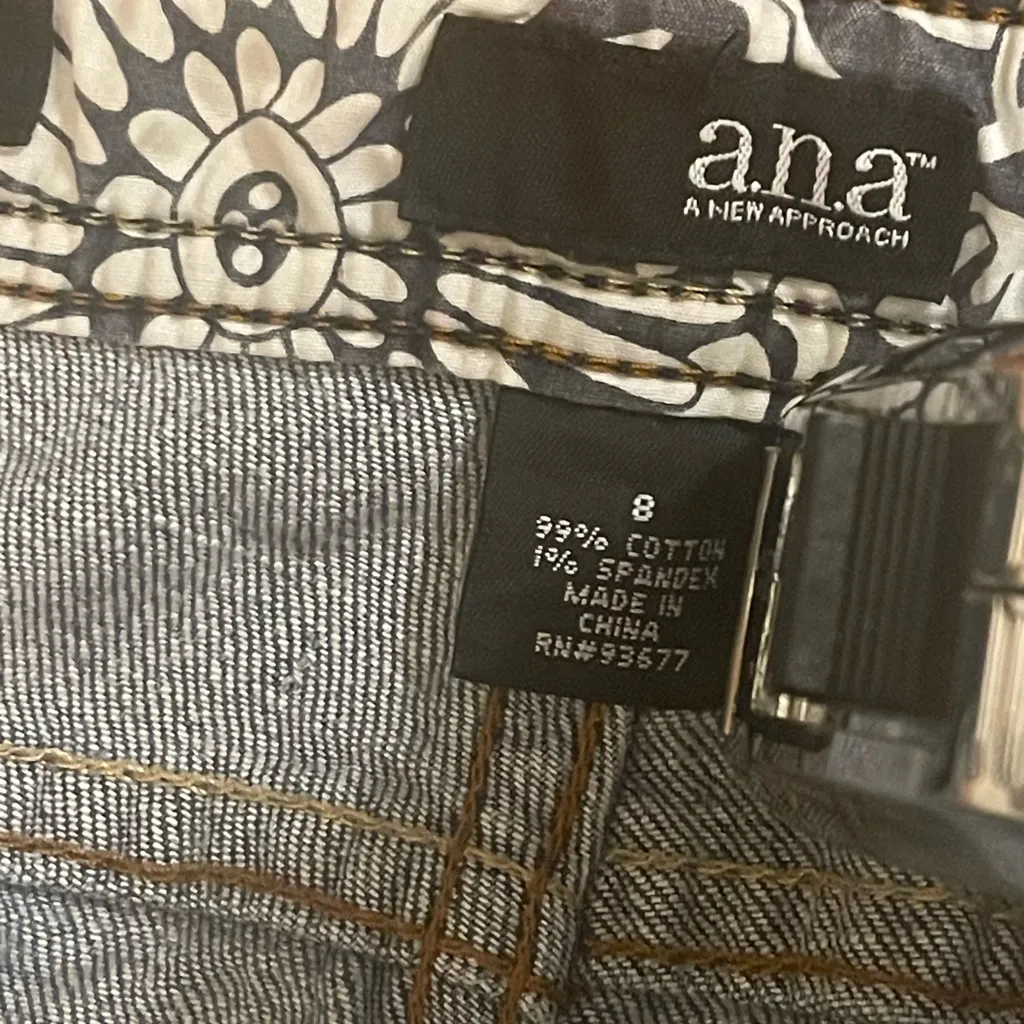 a.n.a™
A NEW APPROACH
8
99% COTTON
1% SPANDEX
MADE IN
CHINA
RN#93677